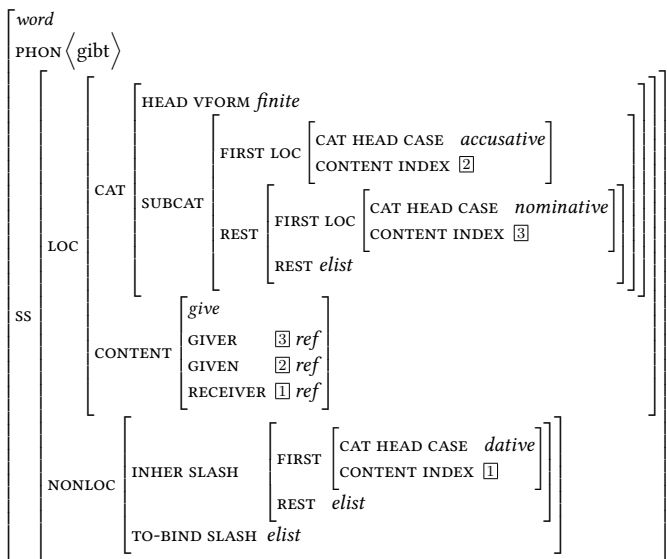 word
PHON ⟨gibt⟩
HEAD VFORM finite
FIRST LOC CAT HEAD CASE accusative
CONTENT INDEX 2
CAT SUBCAT
REST FIRST LOC CAT HEAD CASE nominative
CONTENT INDEX 3
REST elist
LOC
give
SS
GIVER 3 ref
CONTENT
GIVEN 2 ref
RECEIVER 1 ref
INHER SLASH FIRST CAT HEAD CASE dative
CONTENT INDEX 1
NONLOC REST elist
TO-BIND SLASH elist